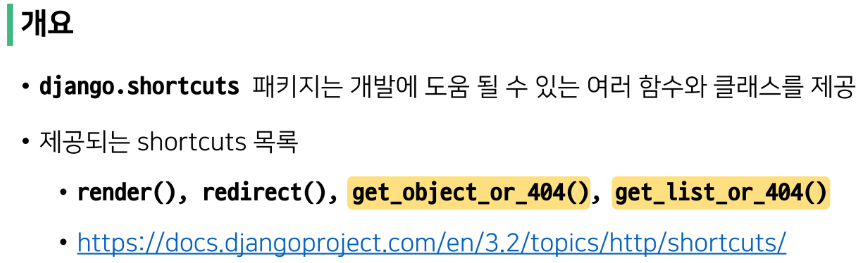 개요
• django.shortcuts 패키지는 개발에 도움 될 수 있는 여러 함수와 클래스를 제공
• 제공되는 shortcuts 목록
• render(), redirect(), get_object_or_404(), get_list_or_404()
• https://docs.djangoproject.com/en/3.2/topics/http/shortcuts/